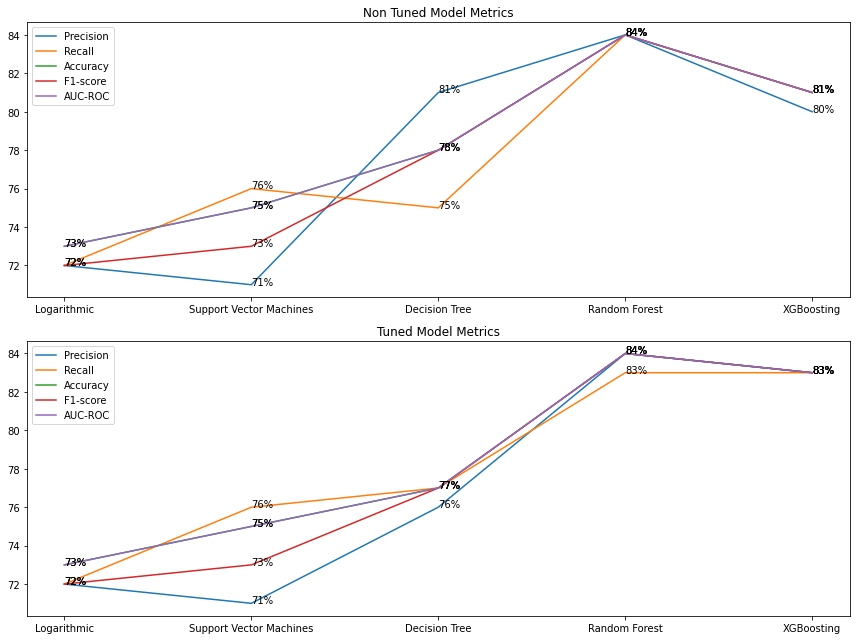 Non Tuned Model Metrics
Precision
Recall
Accuracy
F1-score
AUC-ROC
84
82
80
78
76
74
72
73%
72%
76%
75%
73%
71%
81%
78%
75%
84%
81%
80%
Logarithmic Support Vector Machines Decision Tree Random Forest XGBoosting
Tuned Model Metrics
Precision
Recall
Accuracy
F1-score
AUC-ROC
84
82
80
78
76
74
72
73%
72%
76%
75%
73%
71%
77%
76%
84%
83%
83%
Logarithmic Support Vector Machines Decision Tree Random Forest XGBoosting